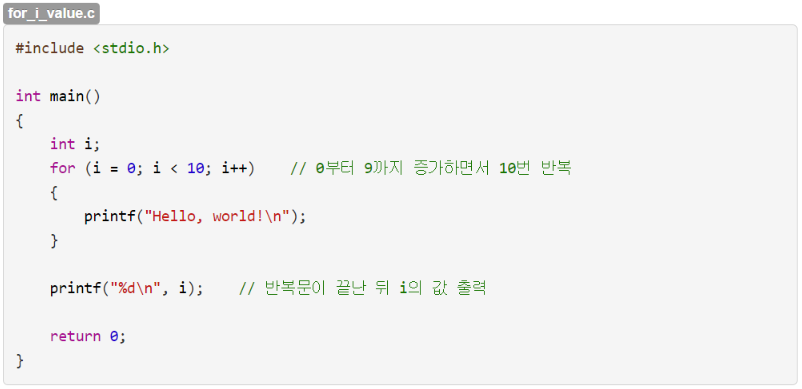 for_i_value.c
#include <stdio.h>
int main()
{
    int i;
    for (i = 0; i < 10; i++)    // 0부터 9까지 증가하면서 10번 반복
    {
        printf("Hello, world!\n");
    }
    printf("%d\n", i);    // 반복문이 끝난 뒤 i의 값 출력
    return 0;
}